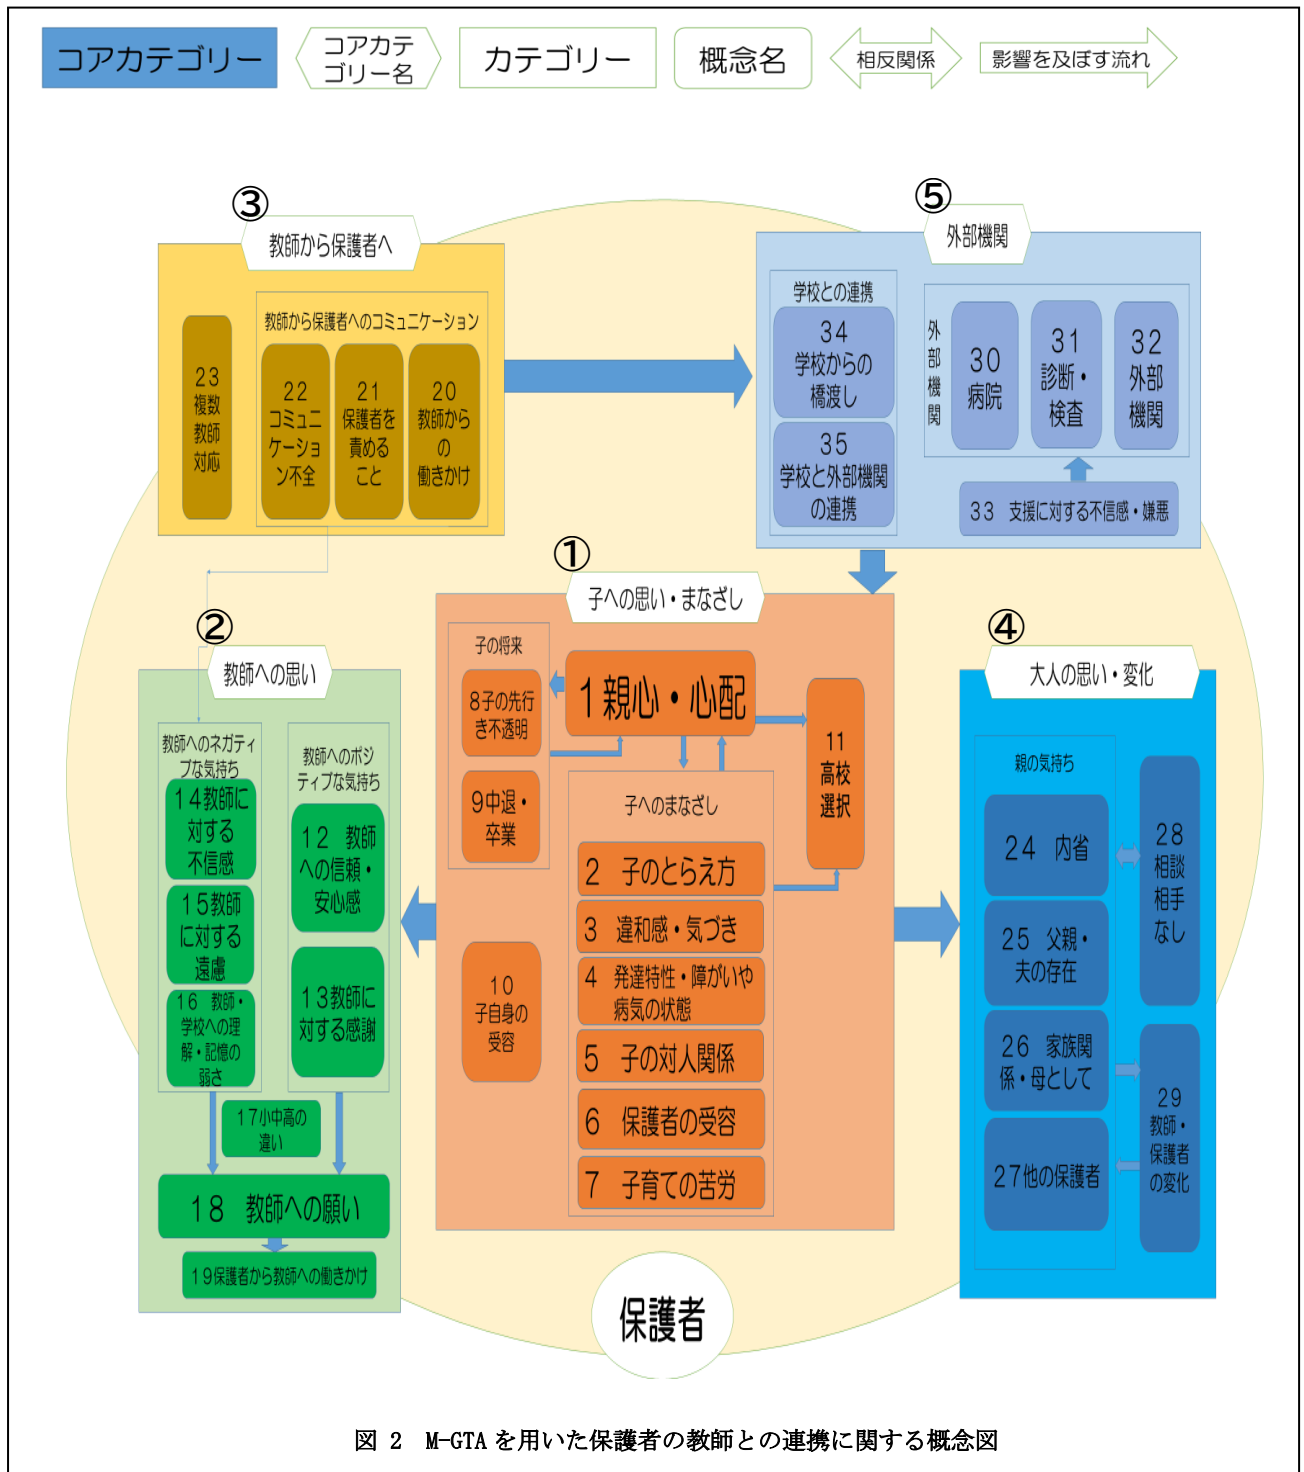 コアカテゴリー
コアカテ
ゴリー名
カテゴリー
概念名
相反関係
影響を及ぼす流れ
③
教師から保護者へ
教師から保護者へのコミュニケーション
23
複数
教師
対応
22
コミュニ
ケーショ
ン不全
21
保護者を
責める
こと
20
教師から
の
働きかけ
⑤
外部機関
学校との連携
34
学校からの
橋渡し
35
学校と外部機関
の連携
外
部
機
関
30
病院
31
診断・
検査
32
外部
機関
33 支援に対する不信感・嫌悪
①
子への思い・まなざし
子の将来
8子の先行
き不透明
9中退・
卒業
1親心・心配
11
高校
選択
子へのまなざし
2 子のとらえ方
3 違和感・気づき
4 発達特性・障がいや
病気の状態
5 子の対人関係
6 保護者の受容
7 子育ての苦労
10
子自身の
受容
②
教師への思い
教師へのネガティ
ブな気持ち
14教師に
対する
不信感
15教師
に対する
遠慮
16 教師・
学校への理
解・記憶の
弱さ
教師へのポジ
ティブな気持ち
12 教師
への信頼・
安心感
13教師に
対する感謝
17小中高の
違い
18 教師への願い
19保護者から教師への働きかけ
④
大人の思い・変化
親の気持ち
24 内省
25 父親・
夫の存在
26 家族関
係・母として
27他の保護者
28
相談
相手
なし
29
教師・
保護者
の変化
保護者
図 2 M-GTAを用いた保護者の教師との連携に関する概念図